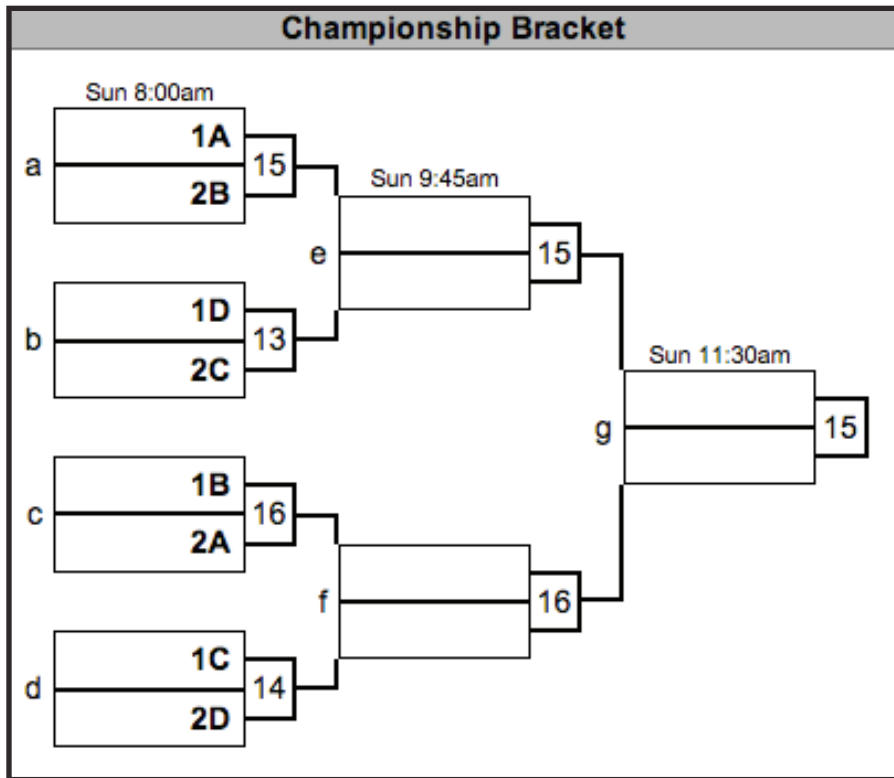 Championship Bracket
Sun 8:00am
a
1A
15
2B
Sun 9:45am
e
15
b
1D
13
2C
Sun 11:30am
g
15
c
1B
16
2A
f
16
d
1C
14
2D